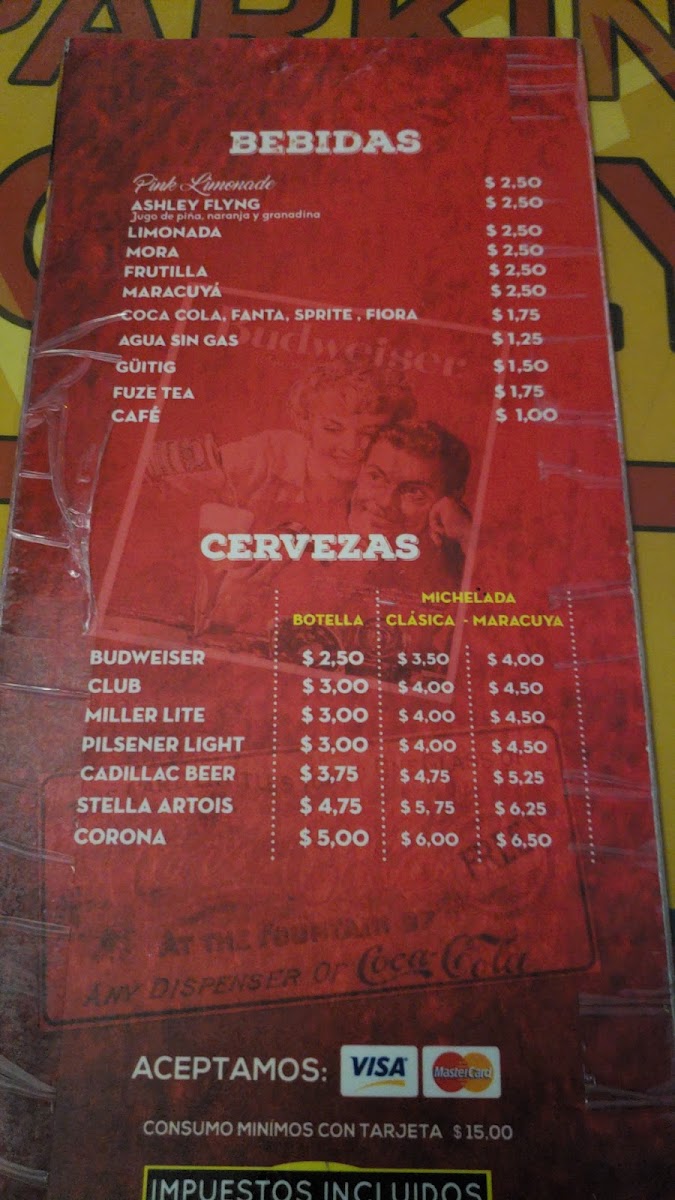 PARKIN
BEBIDAS
Pink Limonade $ 2,50
ASHLEY FLYNG $ 2,50
Jugo de piña, naranja y granadina
LIMONADA $ 2,50
MORA $ 2,50
FRUTILLA $ 2,50
MARACUYÁ $ 2,50
COCA COLA, FANTA, SPRITE , FIORA $ 1,75
AGUA SIN GAS $ 1,25
GÜITIG $ 1,50
FUZE TEA $ 1,75
CAFÉ $ 1,00
Budweiser
CERVEZAS
MICHELADA
BOTELLA CLÁSICA - MARACUYA
BUDWEISER $ 2,50 $ 3,50 $ 4,00
CLUB $ 3,00 $ 4,00 $ 4,50
MILLER LITE $ 3,00 $ 4,00 $ 4,50
PILSENER LIGHT $ 3,00 $ 4,00 $ 4,50
CADILLAC BEER $ 3,75 $ 4,75 $ 5,25
STELLA ARTOIS $ 4,75 $ 5,75 $ 6,25
CORONA $ 5,00 $ 6,00 $ 6,50
FREE
AT THE FOUNTAIN OF
ANY DISPENSER OF Coca-Cola
ACEPTAMOS: VISA MasterCard
CONSUMO MINÍMOS CON TARJETA $ 15,00
IMPUESTOS INCLUIDOS